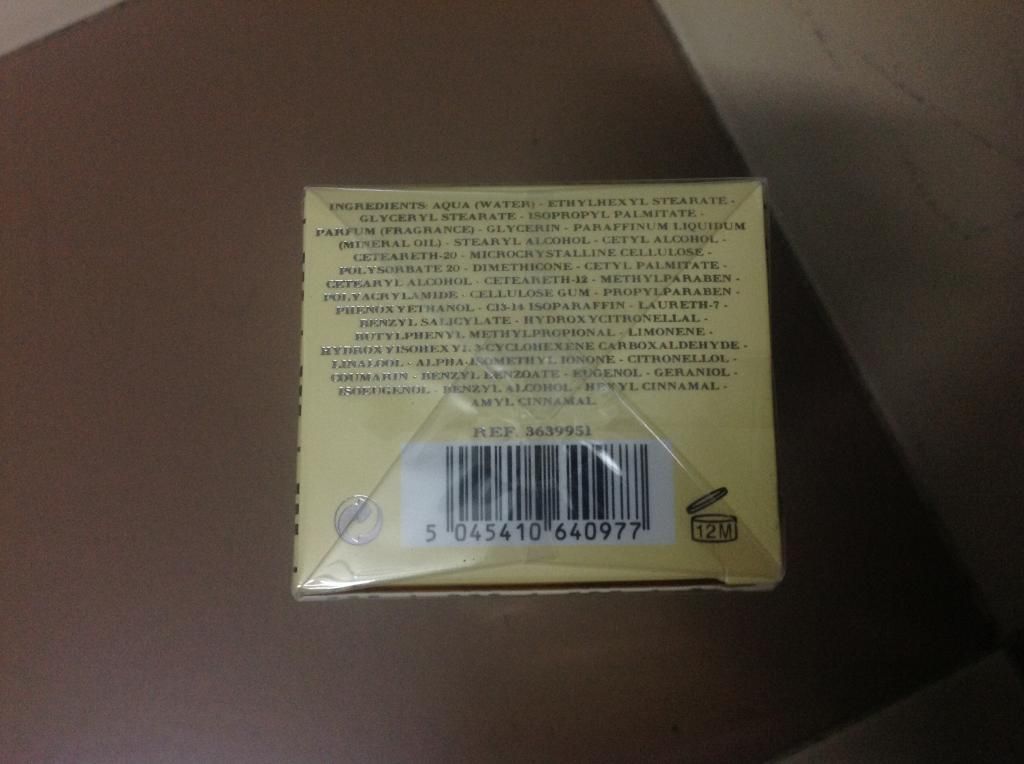 INGREDIENTS: AQUA (WATER) - ETHYLHEXYL STEARATE -
GLYCERYL STEARATE - ISOPROPYL PALMITATE -
PARFUM (FRAGRANCE) - GLYCERIN - PARAFFINUM LIQUIDUM
(MINERAL OIL) - STEARYL ALCOHOL - CETYL ALCOHOL -
CETEARETH-20 - MICROCRYSTALLINE CELLULOSE -
POLYSORBATE 20 - DIMETHICONE - CETYL PALMITATE -
CETEARYL ALCOHOL - CETEARETH-12 - METHYLPARABEN -
POLYACRYLAMIDE - CELLULOSE GUM - PROPYLPARABEN -
PHENOXYETHANOL - C13-14 ISOPARAFFIN - LAURETH-7 -
BENZYL SALICYLATE - HYDROXYCITRONELLAL -
BUTYLPHENYL METHYLPROPIONAL - LIMONENE -
HYDROXYISOHEXYL 3-CYCLOHEXENE CARBOXALDEHYDE -
LINALOOL - ALPHA-ISOMETHYL IONONE - CITRONELLOL -
COUMARIN - BENZYL BENZOATE - EUGENOL - GERANIOL -
ISOEUGENOL - BENZYL ALCOHOL - HEXYL CINNAMAL -
AMYL CINNAMAL
REF. 3639951
5 045410 640977
12M